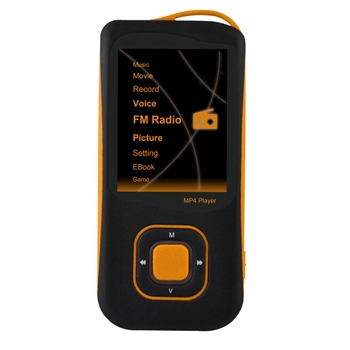 Music
Movie
Record
Voice
FM Radio
Picture
Setting
EBook
Game
MP4 Player
M
V